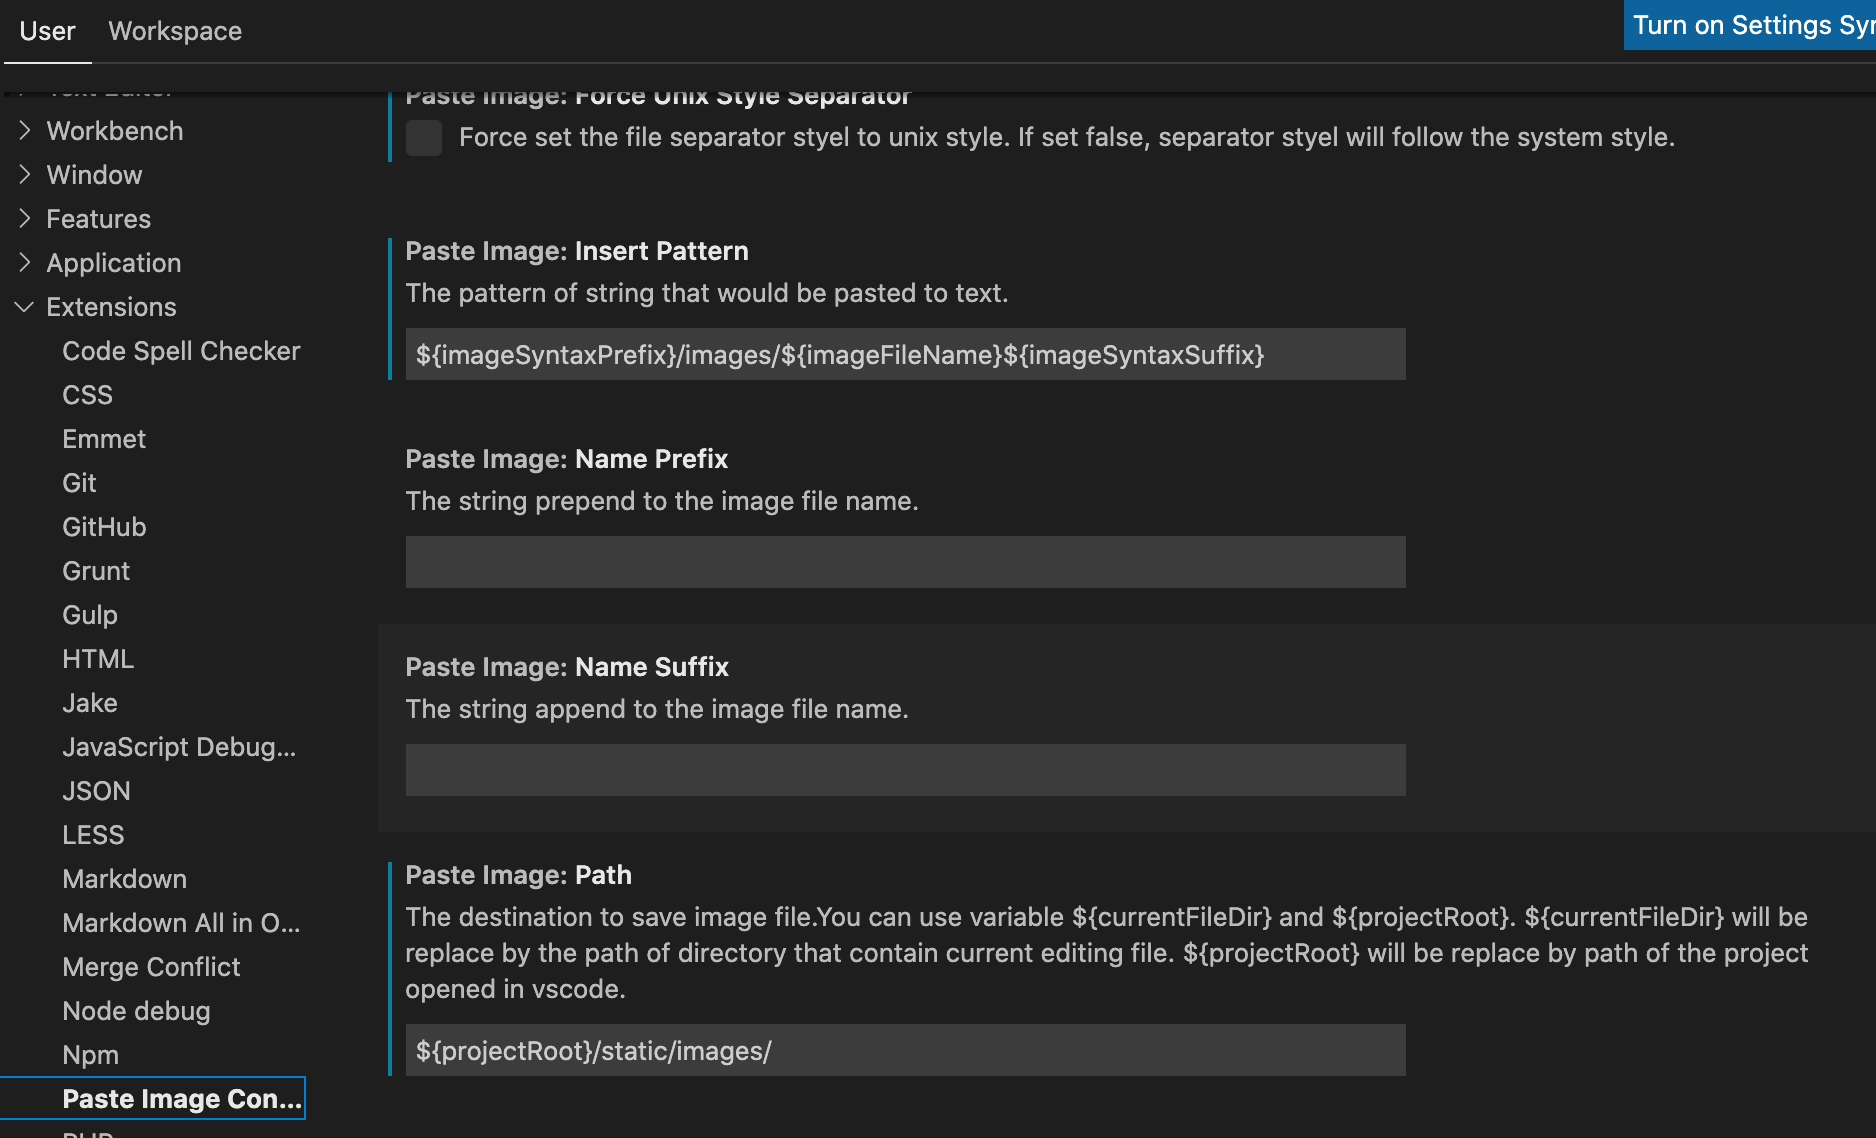 User
Workspace
Turn on Settings Syn
Text Editor
Workbench
Window
Features
Application
Extensions
Code Spell Checker
CSS
Emmet
Git
GitHub
Grunt
Gulp
HTML
Jake
JavaScript Debug...
JSON
LESS
Markdown
Markdown All in O...
Merge Conflict
Node debug
Npm
Paste Image Con...
PHP
Paste Image: Force Unix Style Separator
Force set the file separator styel to unix style. If set false, separator styel will follow the system style.
Paste Image: Insert Pattern
The pattern of string that would be pasted to text.
${imageSyntaxPrefix}/images/${imageFileName}${imageSyntaxSuffix}
Paste Image: Name Prefix
The string prepend to the image file name.
Paste Image: Name Suffix
The string append to the image file name.
Paste Image: Path
The destination to save image file.You can use variable ${currentFileDir} and ${projectRoot}. ${currentFileDir} will be
replace by the path of directory that contain current editing file. ${projectRoot} will be replace by path of the project
opened in vscode.
${projectRoot}/static/images/